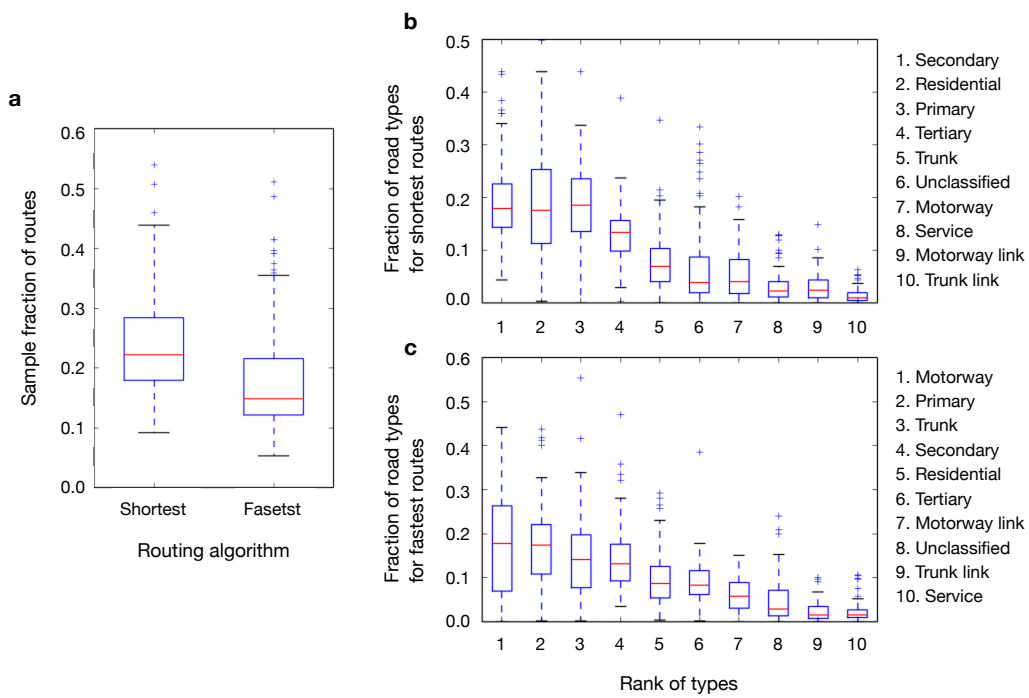 a
Sample fraction of routes
0.6
0.5
0.4
0.3
0.2
0.1
0.0
Shortest
Fasetst
Routing algorithm
b
Fraction of road types
for shortest routes
0.5
0.4
0.3
0.2
0.1
0.0
1 2 3 4 5 6 7 8 9 10
1. Secondary
2. Residential
3. Primary
4. Tertiary
5. Trunk
6. Unclassified
7. Motorway
8. Service
9. Motorway link
10. Trunk link
c
Fraction of road types
for fastest routes
0.6
0.5
0.4
0.3
0.2
0.1
0.0
1 2 3 4 5 6 7 8 9 10
Rank of types
1. Motorway
2. Primary
3. Trunk
4. Secondary
5. Residential
6. Tertiary
7. Motorway link
8. Unclassified
9. Trunk link
10. Service